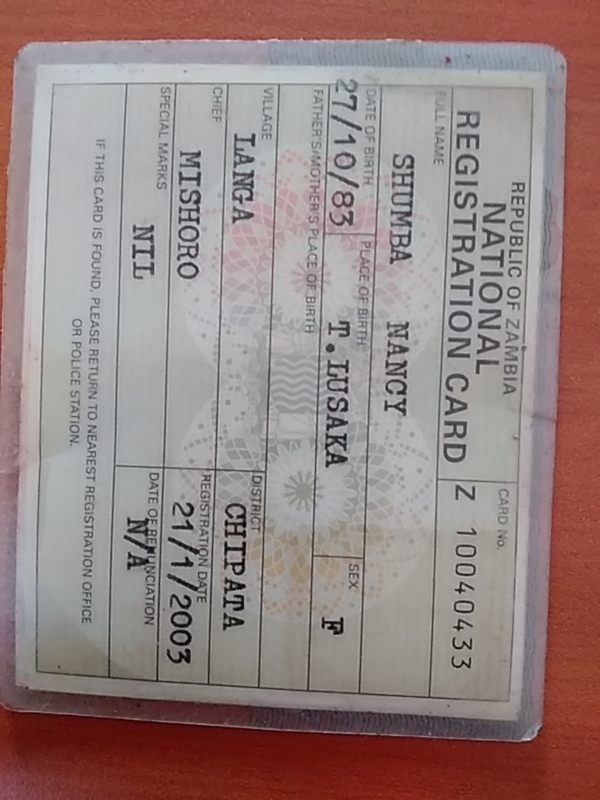 REPUBLIC OF ZAMBIA
NATIONAL
REGISTRATION CARD
CARD No.
Z 10040433
FULL NAME
SHUMBA NANCY
DATE OF BIRTH
27/10/83
PLACE OF BIRTH
T.LUSAKA
SEX
F
FATHER'S/MOTHER'S PLACE OF BIRTH
VILLAGE
LANGA
DISTRICT
CHIPATA
CHIEF
MISHORO
REGISTRATION DATE
21/1/2003
SPECIAL MARKS
NIL
DATE OF RENUNCIATION
N/A
IF THIS CARD IS FOUND, PLEASE RETURN TO NEAREST REGISTRATION OFFICE
OR POLICE STATION.